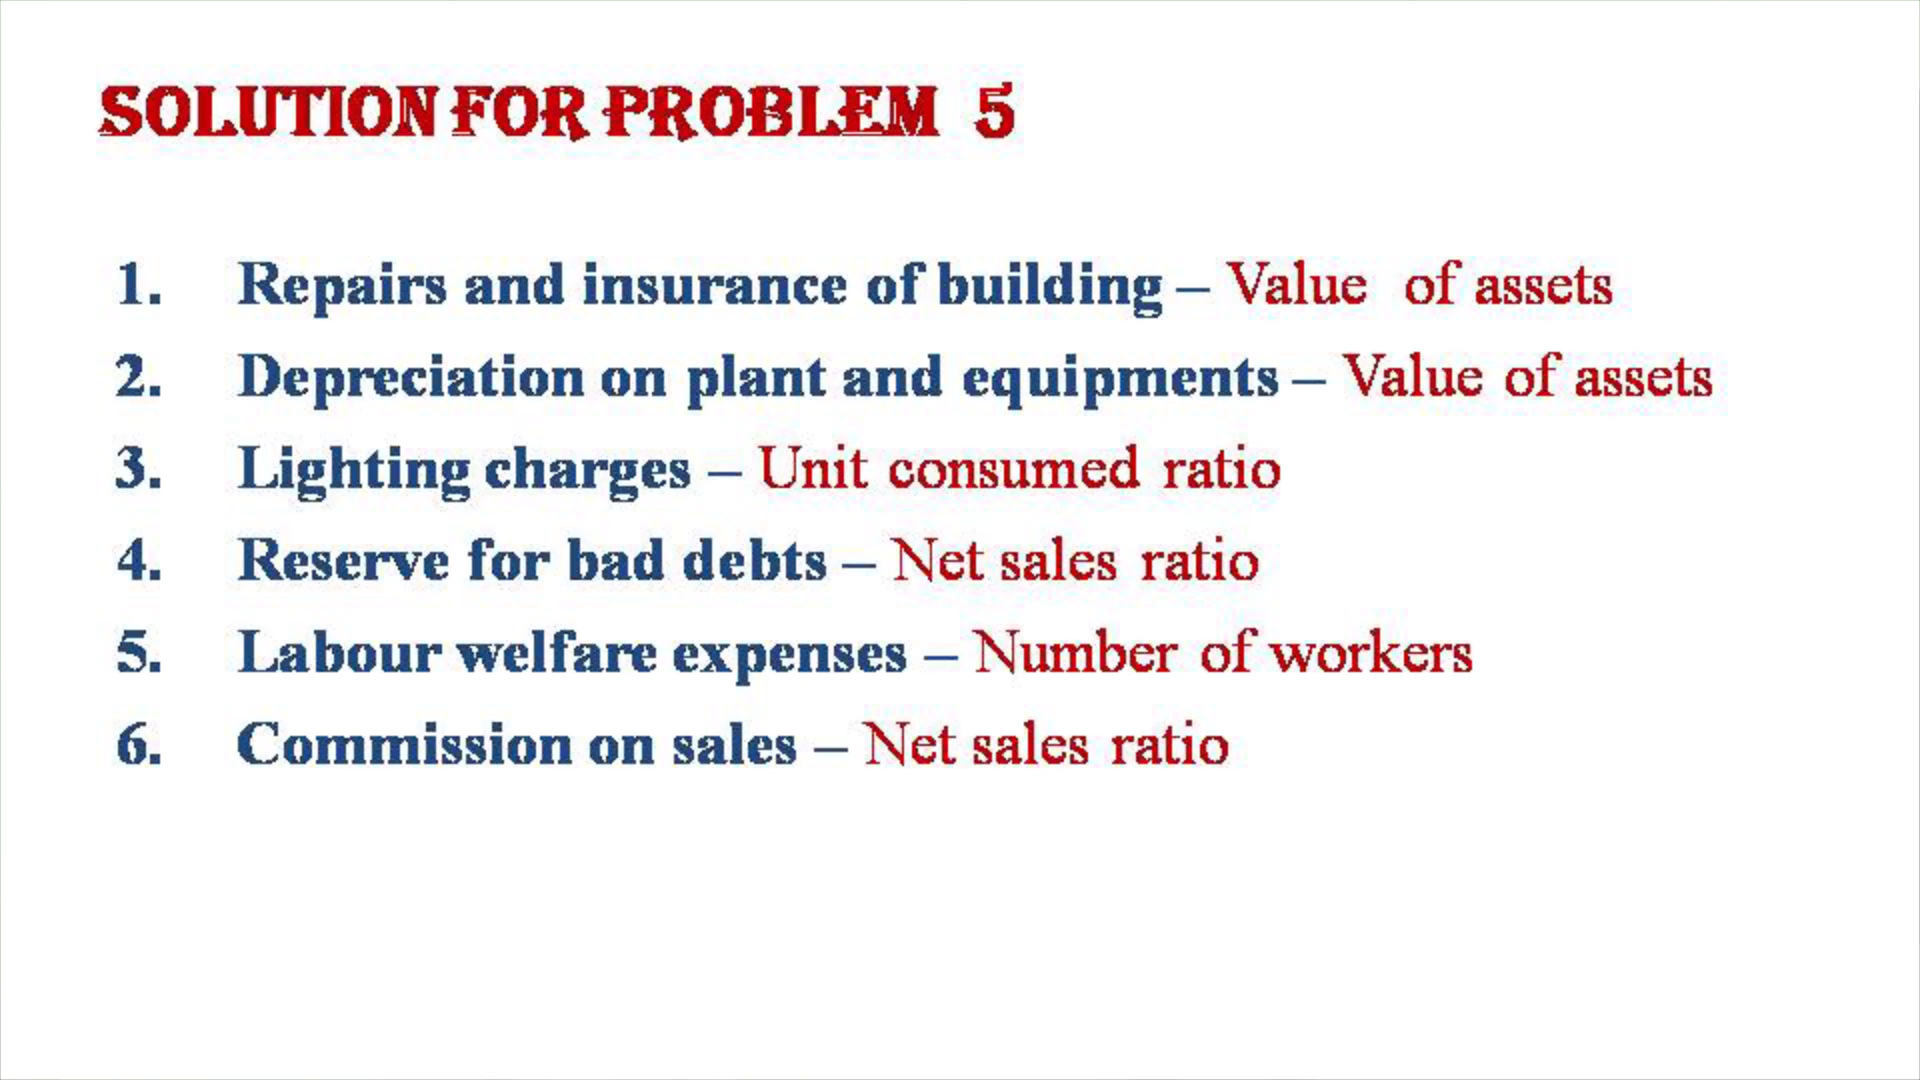 SOLUTION FOR PROBLEM 5
1. Repairs and insurance of building – Value of assets
2. Depreciation on plant and equipments – Value of assets
3. Lighting charges – Unit consumed ratio
4. Reserve for bad debts – Net sales ratio
5. Labour welfare expenses – Number of workers
6. Commission on sales – Net sales ratio